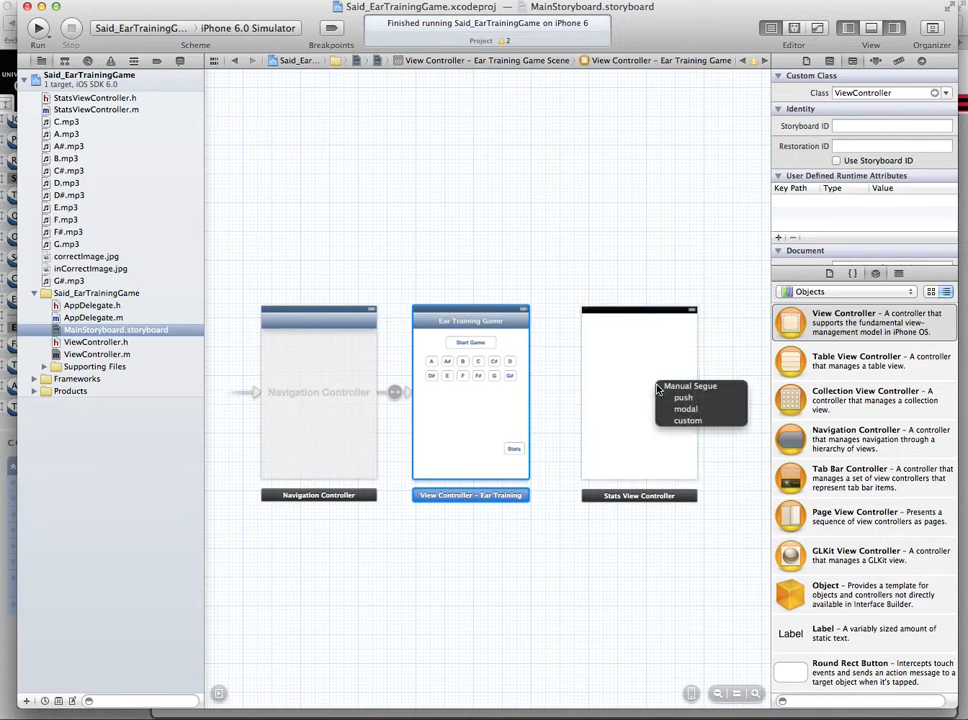 Said_EarTrainingGame.xcodeproj — MainStoryboard.storyboard
Said_EarTrainingG... iPhone 6.0 Simulator
Finished running Said_EarTrainingGame on iPhone 6
Project 2
Run
Stop
Scheme
Breakpoints
Editor
View
Organizer
Said_Ear...
View Controller – Ear Training Game Scene
View Controller – Ear Training Game
Said_EarTrainingGame
1 target, iOS SDK 6.0
StatsViewController.h
StatsViewController.m
C.mp3
A.mp3
A#.mp3
B.mp3
C#.mp3
D.mp3
D#.mp3
E.mp3
F.mp3
F#.mp3
G.mp3
correctImage.jpg
inCorrectImage.jpg
G#.mp3
Said_EarTrainingGame
AppDelegate.h
AppDelegate.m
MainStoryboard.storyboard
ViewController.h
ViewController.m
Supporting Files
Frameworks
Products
Navigation Controller
Navigation Controller
Ear Training Game
Start Game
A A# B C C# D
D# E F F# G G#
Stats
View Controller – Ear Training
Manual Segue
push
modal
custom
Stats View Controller
Custom Class
Class ViewController
Identity
Storyboard ID
Restoration ID
Use Storyboard ID
User Defined Runtime Attributes
Key Path Type Value
Document
Objects
View Controller – A controller that
supports the fundamental view-
management model in iPhone OS.
Table View Controller – A
controller that manages a table view.
Collection View Controller – A
controller that manages a collection
view.
Navigation Controller – A
controller that manages navigation through a
hierarchy of views.
Tab Bar Controller – A controller
that manages a set of view controllers that
represent tab bar items.
Page View Controller – Presents a
sequence of view controllers as pages.
GLKit View Controller – A controller
that manages a GLKit view.
Object – Provides a template for
objects and controllers not directly
available in Interface Builder.
Label
Label – A variably sized amount of
static text.
Round Rect Button – Intercepts touch
events and sends an action message to a
target object when it's tapped.